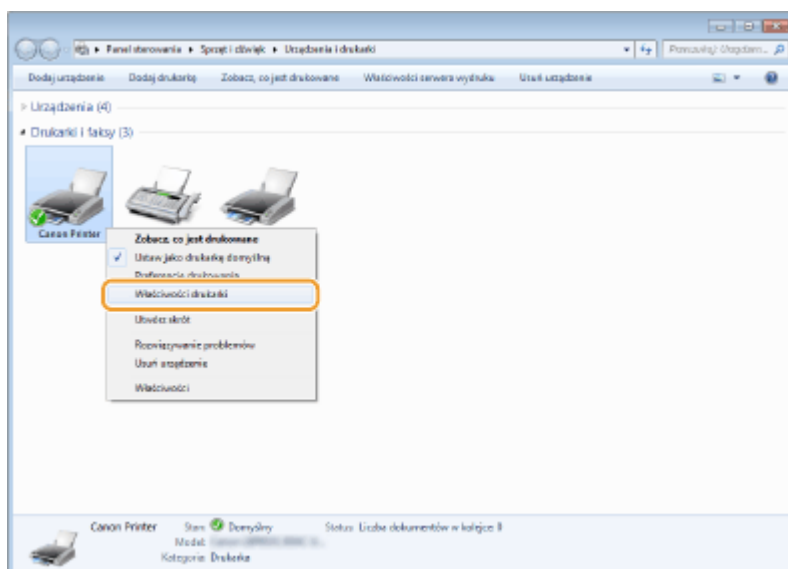 Panel sterowania ▸ Sprzęt i dźwięk ▸ Urządzenia i drukarki
Dodaj urządzenie Dodaj drukarkę Zobacz, co jest drukowane Właściwości serwera wydruku Usuń urządzenie
Urządzenia (4)
Drukarki i faksy (3)
Canon Printer
Zobacz, co jest drukowane
Ustaw jako drukarkę domyślną
Preferencje drukowania
Właściwości drukarki
Utwórz skrót
Rozwiązywanie problemów
Usuń urządzenie
Właściwości
Canon Printer Stan: Domyślny Status: Liczba dokumentów w kolejce: 0
Model:
Kategoria: Drukarka